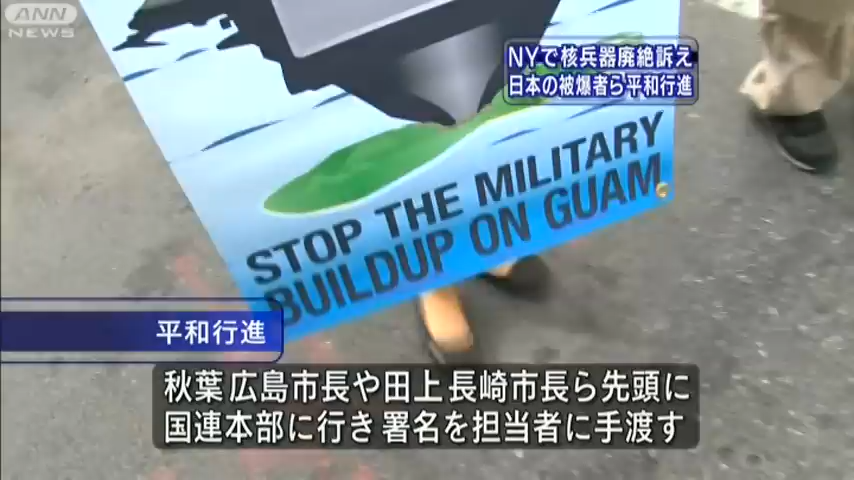 ANN
NEWS
NYで核兵器廃絶訴え
日本の被爆者ら平和行進
STOP THE MILITARY
BUILDUP ON GUAM
平和行進
秋葉広島市長や田上長崎市長ら先頭に
国連本部に行き署名を担当者に手渡す